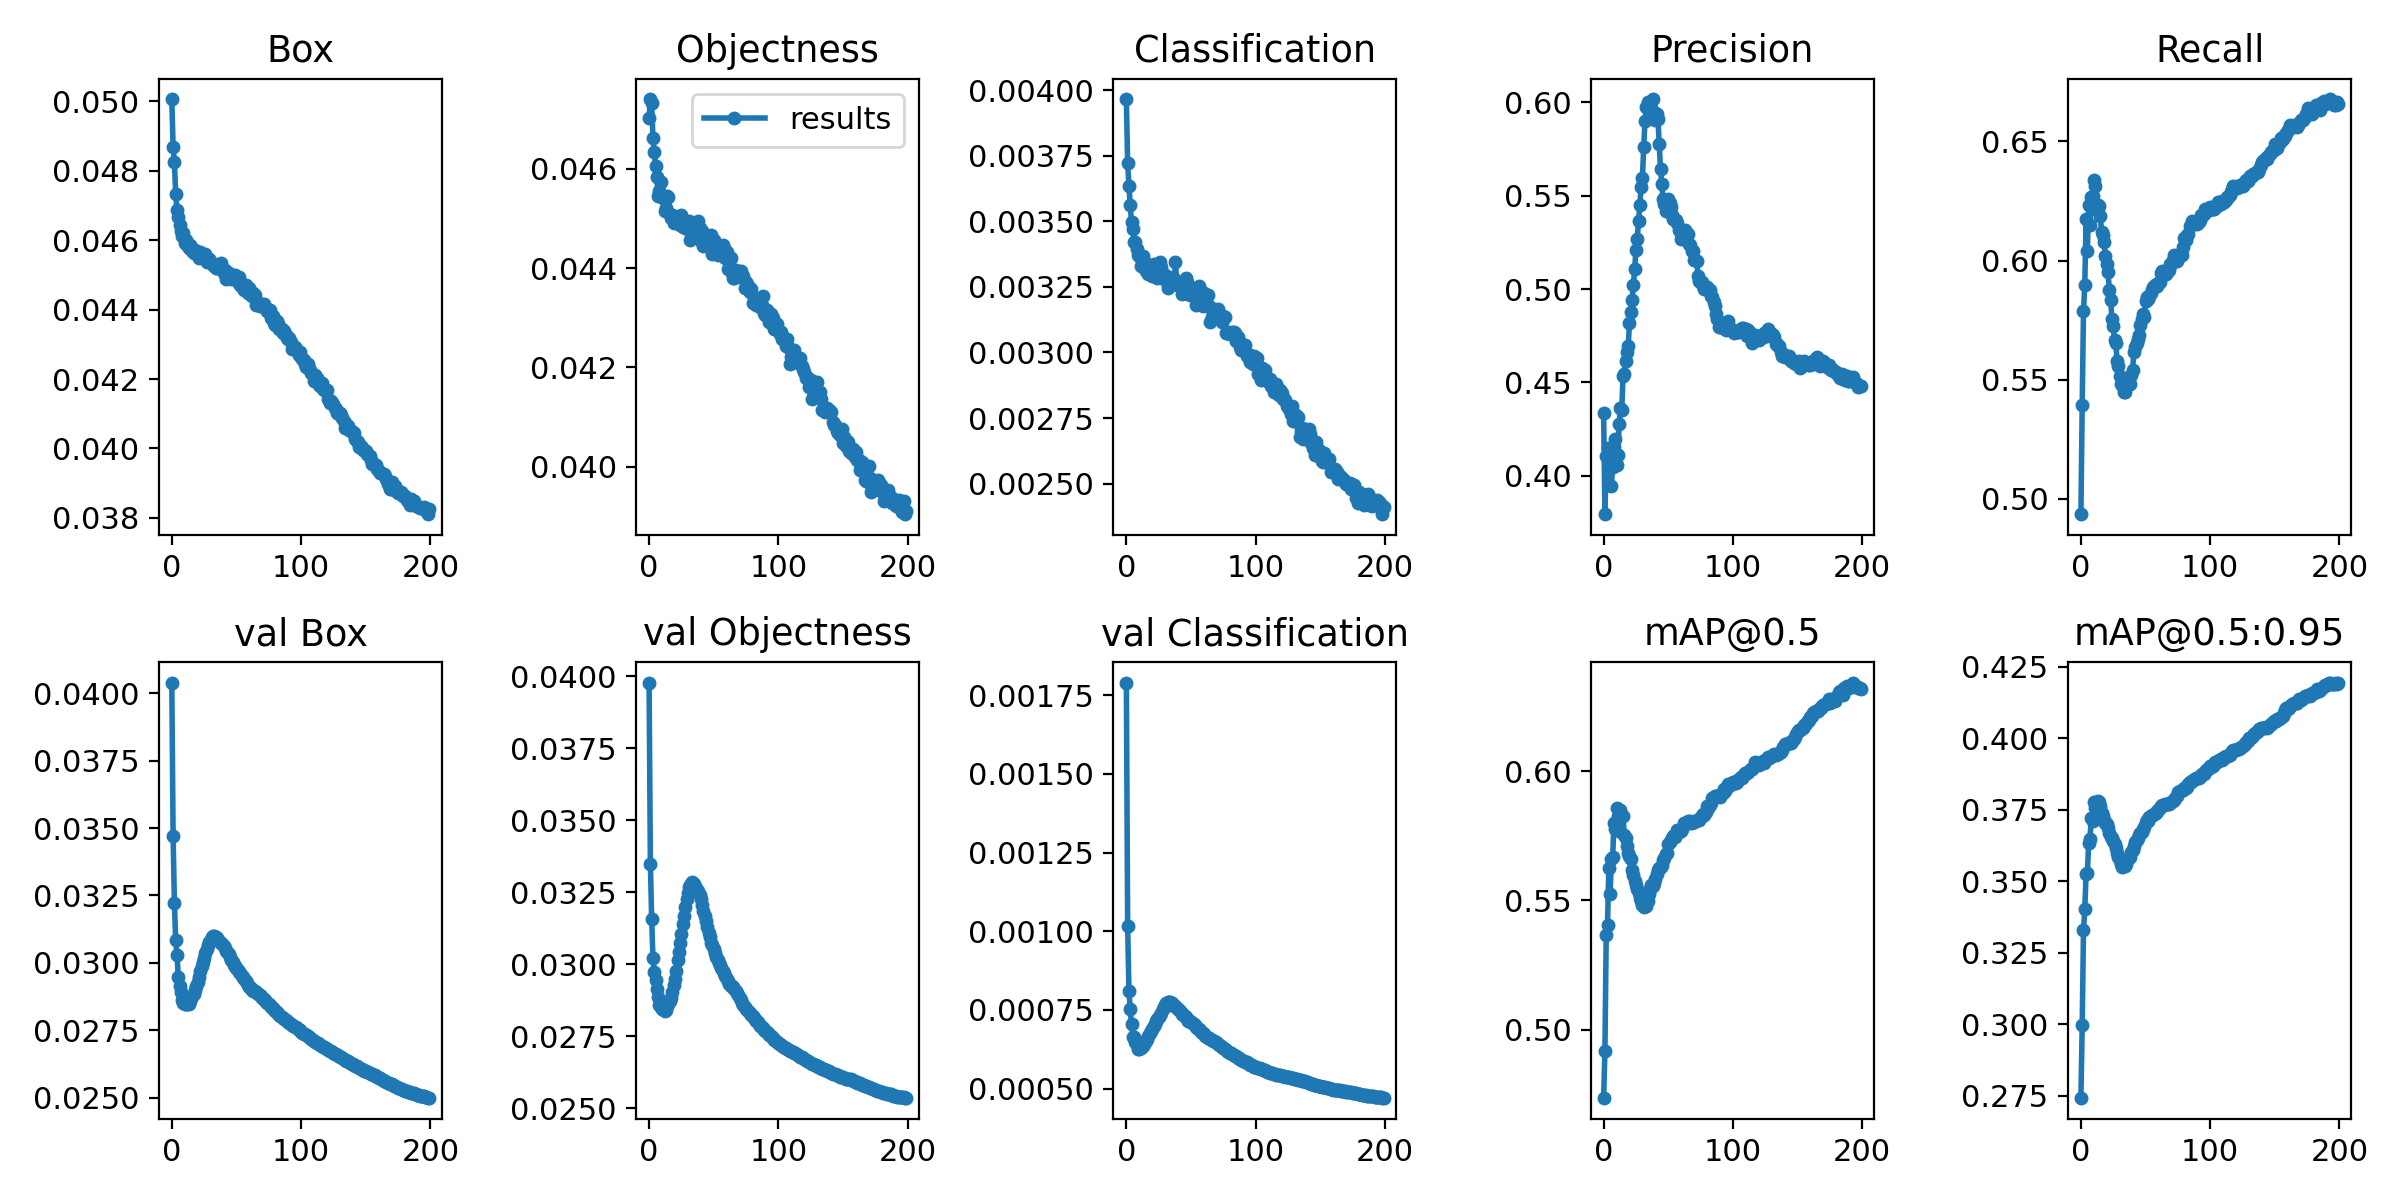 Box
0.050
0.048
0.046
0.044
0.042
0.040
0.038
0 100 200
Objectness
results
0.046
0.044
0.042
0.040
0 100 200
Classification
0.00400
0.00375
0.00350
0.00325
0.00300
0.00275
0.00250
0 100 200
Precision
0.60
0.55
0.50
0.45
0.40
0 100 200
Recall
0.65
0.60
0.55
0.50
0 100 200
val Box
0.0400
0.0375
0.0350
0.0325
0.0300
0.0275
0.0250
0 100 200
val Objectness
0.0400
0.0375
0.0350
0.0325
0.0300
0.0275
0.0250
0 100 200
val Classification
0.00175
0.00150
0.00125
0.00100
0.00075
0.00050
0 100 200
mAP@0.5
0.60
0.55
0.50
0 100 200
mAP@0.5:0.95
0.425
0.400
0.375
0.350
0.325
0.300
0.275
0 100 200